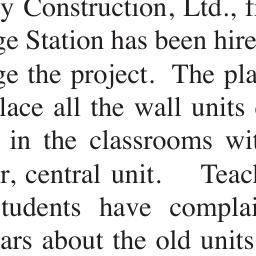 y Construction, Ltd., f
ge Station has been hire
ge the project. The pla
lace all the wall units
in the classrooms wit
r, central unit. Teac
tudents have complai
ars about the old units